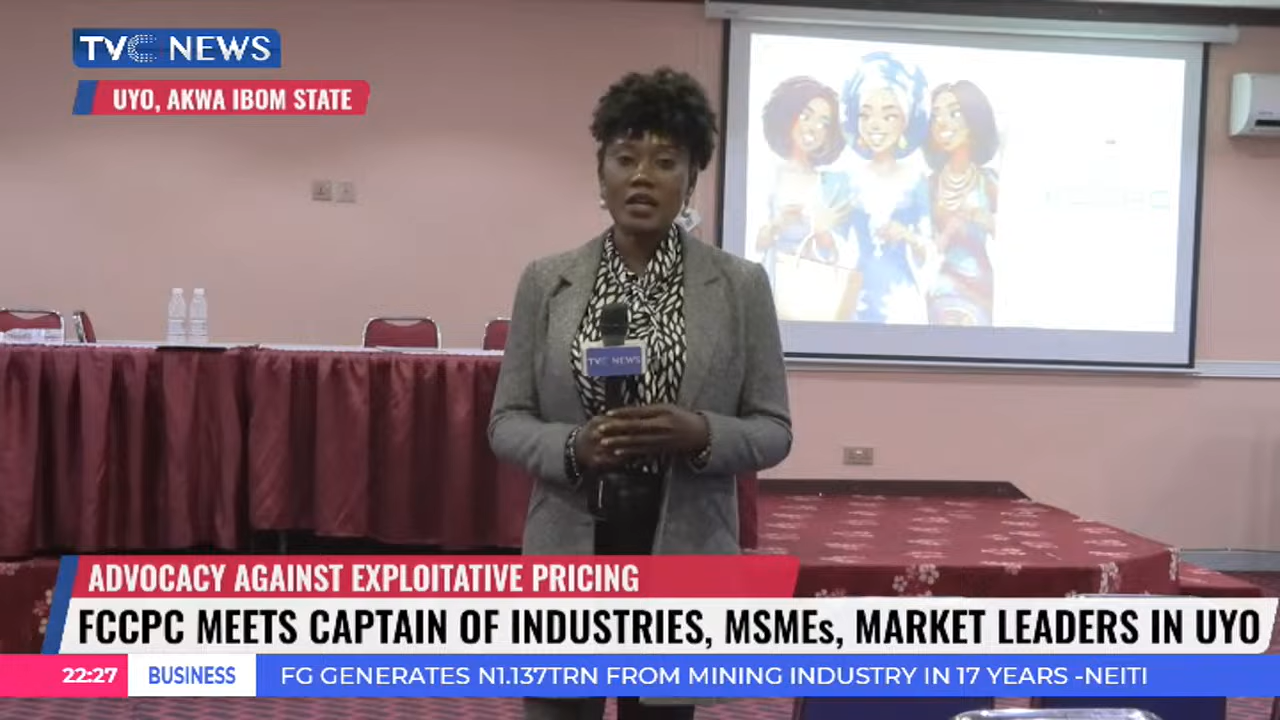 TVC NEWS
UYO, AKWA IBOM STATE
TVC NEWS
ADVOCACY AGAINST EXPLOITATIVE PRICING
FCCPC MEETS CAPTAIN OF INDUSTRIES, MSMEs, MARKET LEADERS IN UYO
22:27 BUSINESS FG GENERATES N1.137TRN FROM MINING INDUSTRY IN 17 YEARS -NEITI